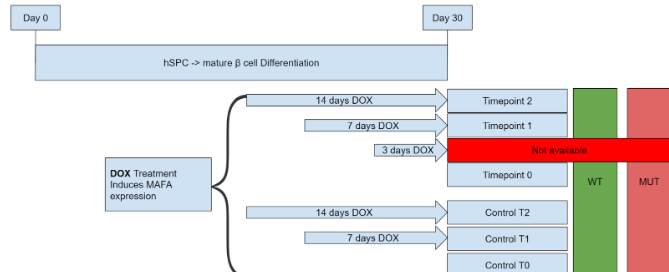 Day 0
Day 30
hSPC -> mature β cell Differentiation
14 days DOX
Timepoint 2
7 days DOX
Timepoint 1
3 days DOX
Not available
DOX Treatment
Induces MAFA
expression
Timepoint 0
WT
MUT
14 days DOX
Control T2
7 days DOX
Control T1
Control T0